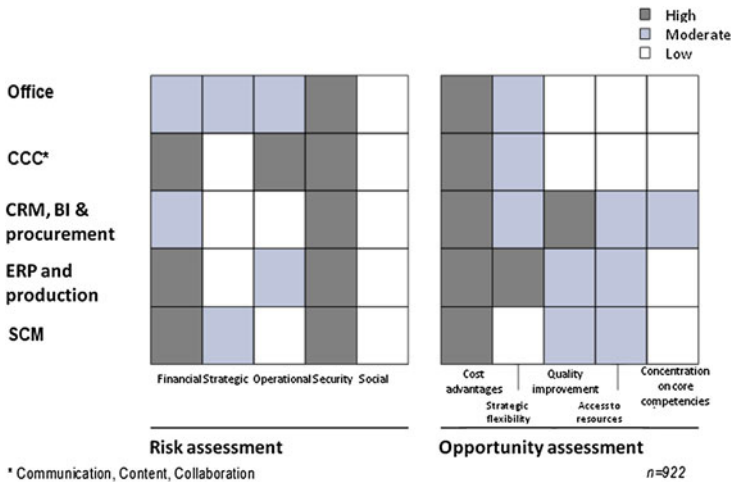 High
Moderate
Low
Office
CCC*
CRM, BI &
procurement
ERP and
production
SCM
Financial Strategic Operational Security Social
Cost
advantages
Strategic
flexibility
Quality
improvement
Access to
resources
Concentration
on core
competencies
Risk assessment
Opportunity assessment
* Communication, Content, Collaboration
n=922